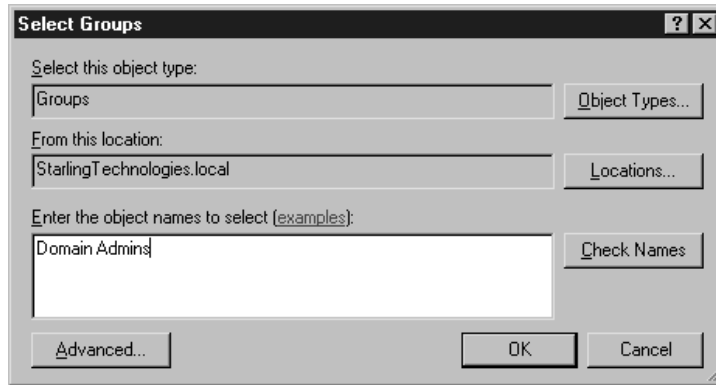 Select Groups
Select this object type:
Groups
Object Types...
From this location:
StarlingTechnologies.local
Locations...
Enter the object names to select (examples):
Domain Admins
Check Names
Advanced...
OK
Cancel